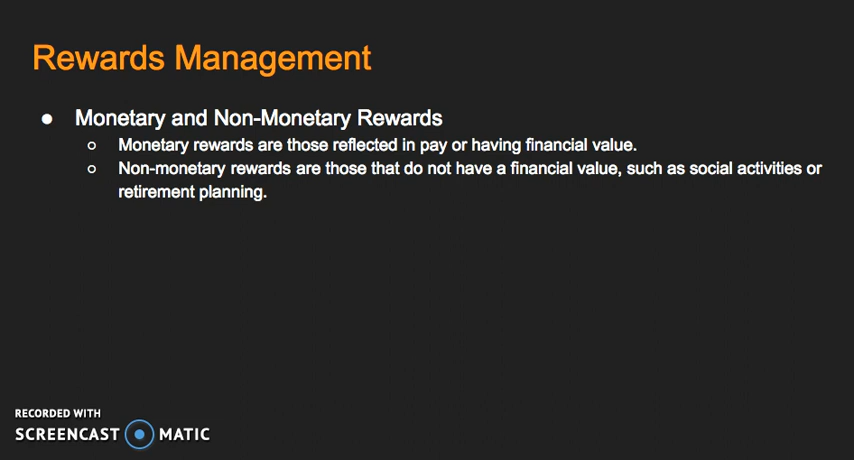 Rewards Management
● Monetary and Non-Monetary Rewards
○ Monetary rewards are those reflected in pay or having financial value.
○ Non-monetary rewards are those that do not have a financial value, such as social activities or
retirement planning.
RECORDED WITH
SCREENCAST MATIC